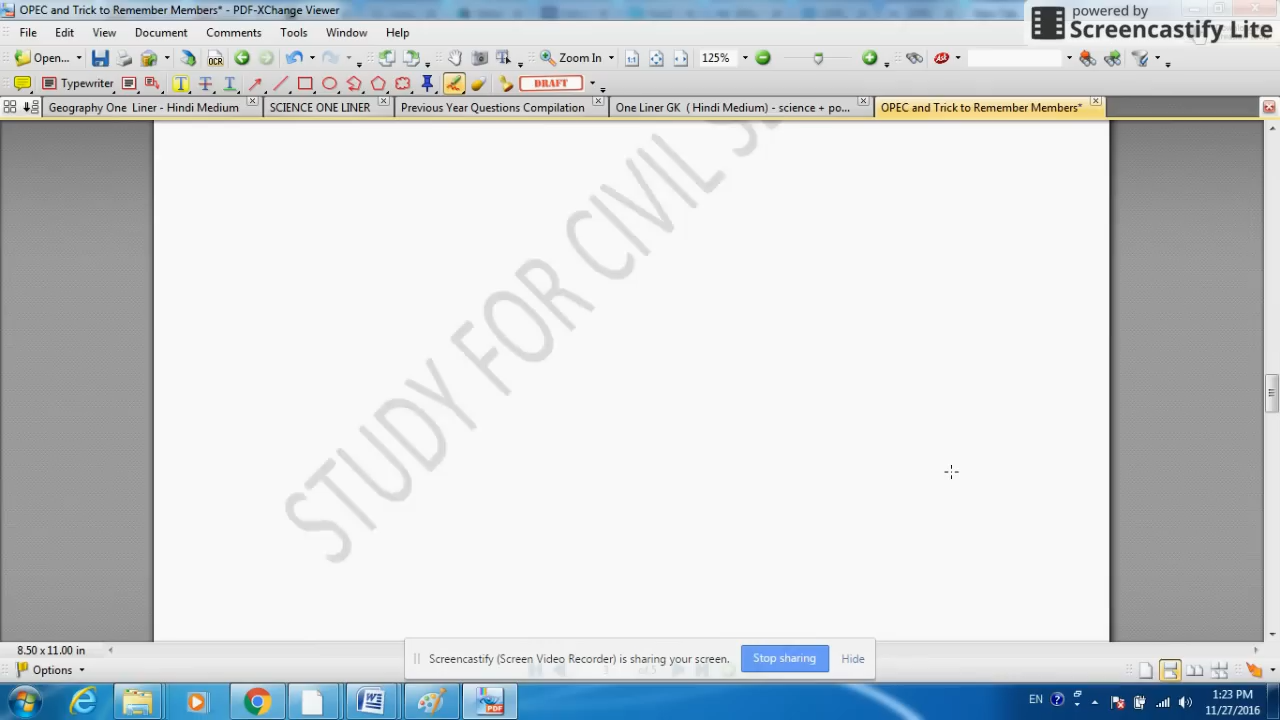 OPEC and Trick to Remember Members* - PDF-XChange Viewer
powered by
Screencastify Lite
File Edit View Document Comments Tools Window Help
Open... OCR Zoom In 125% Ask
Typewriter T T T DRAFT
Geography One Liner - Hindi Medium SCIENCE ONE LINER Previous Year Questions Compilation One Liner GK ( Hindi Medium) - science + po... OPEC and Trick to Remember Members*
STUDY FOR CIVIL
8.50 x 11.00 in
Screencastify (Screen Video Recorder) is sharing your screen. Stop sharing Hide
Options
EN 1:23 PM
11/27/2016